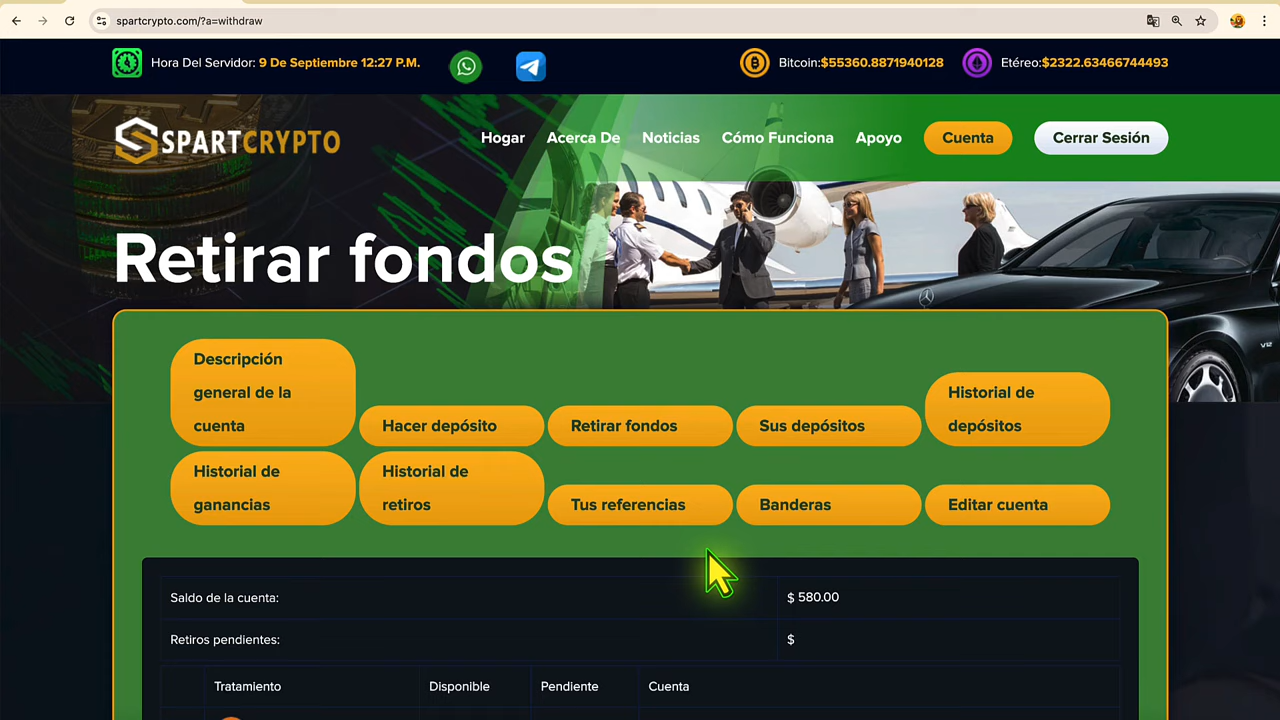 spartcrypto.com/?a=withdraw
Hora Del Servidor: 9 De Septiembre 12:27 P.M.
Bitcoin:$55360.8871940128
Etéreo:$2322.63466744493
SPARTCRYPTO
Hogar
Acerca De
Noticias
Cómo Funciona
Apoyo
Cuenta
Cerrar Sesión
Retirar fondos
Descripción
general de la
cuenta
Hacer depósito
Retirar fondos
Sus depósitos
Historial de
depósitos
Historial de
ganancias
Historial de
retiros
Tus referencias
Banderas
Editar cuenta
Saldo de la cuenta:
$ 580.00
Retiros pendientes:
$
Tratamiento
Disponible
Pendiente
Cuenta